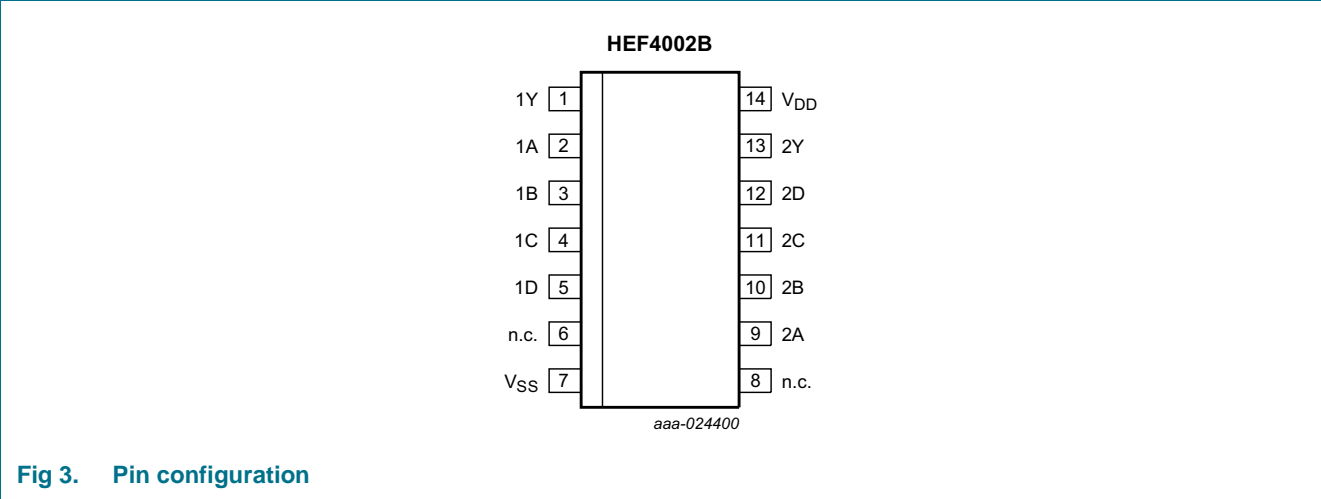 HEF4002B
1Y 1 14 VDD
1A 2 13 2Y
1B 3 12 2D
1C 4 11 2C
1D 5 10 2B
n.c. 6 9 2A
VSS 7 8 n.c.
aaa-024400
Fig 3. Pin configuration